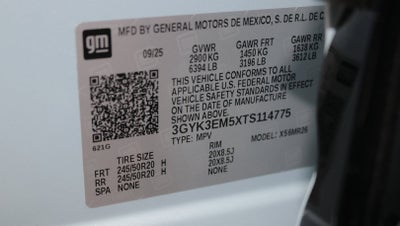 gm
MFD BY GENERAL MOTORS DE MEXICO, S. DE R.L. DE C.
09/25 GVWR GAWR FRT GAWR RR
2900 KG 1450 KG 1638 KG
6394 LB 3196 LB 3612 LB
THIS VEHICLE CONFORMS TO ALL
APPLICABLE U.S. FEDERAL MOTOR
VEHICLE SAFETY STANDARDS IN EFFECT
ON THE DATE OF MANUFACTURE
SHOWN ABOVE.
3GYK3EM5XTS114775
621G TYPE: MPV MODEL: X56MR26
TIRE SIZE RIM
FRT 245/50R20 H 20X8.5J
RR 245/50R20 H 20X8.5J
SPA NONE NONE